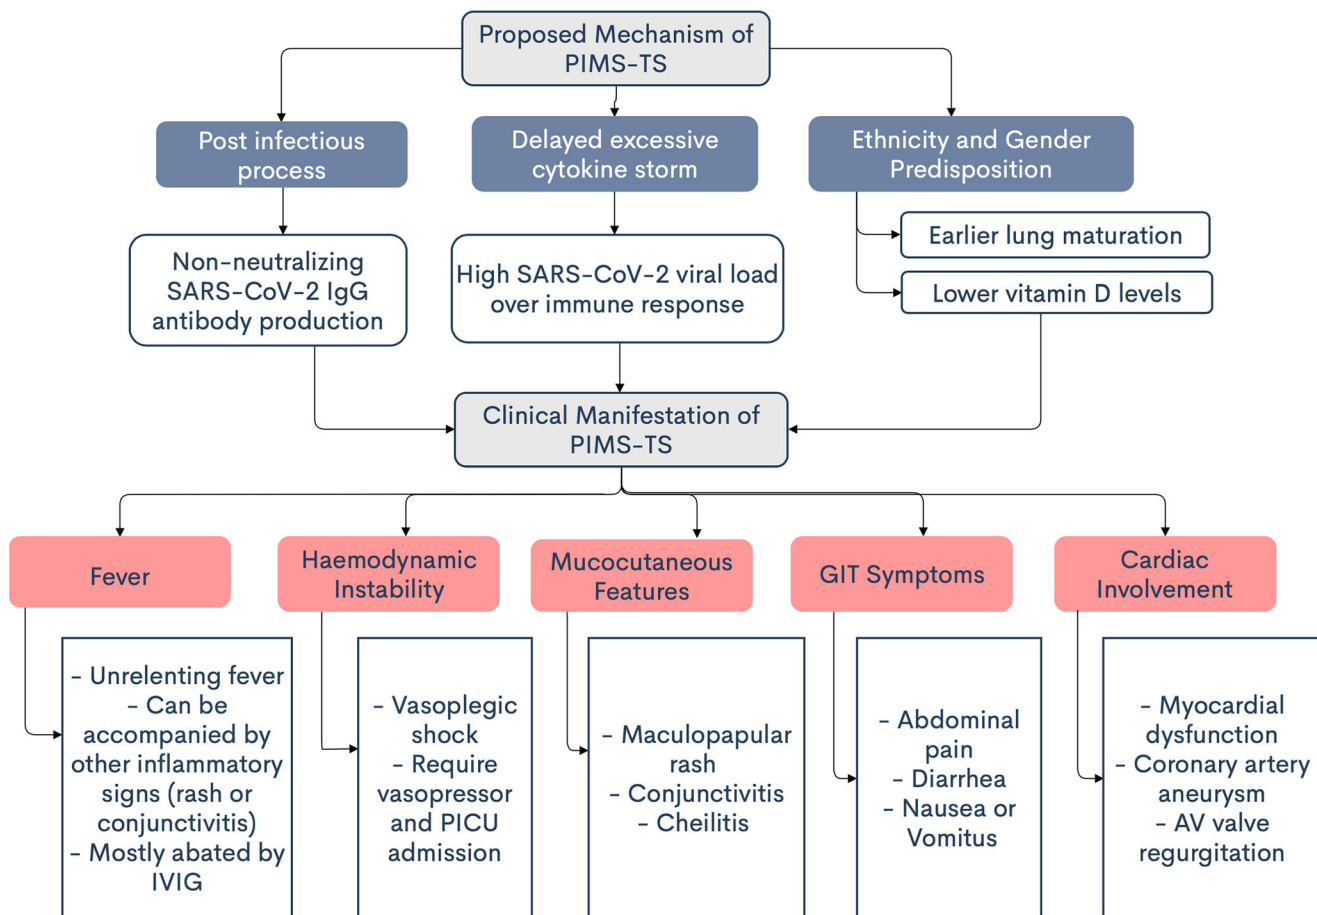 Proposed Mechanism of
PIMS-TS
Post infectious
process
Delayed excessive
cytokine storm
Ethnicity and Gender
Predisposition
Non-neutralizing
SARS-CoV-2 IgG
antibody production
High SARS-CoV-2 viral load
over immune response
Earlier lung maturation
Lower vitamin D levels
Clinical Manifestation of
PIMS-TS
Fever
Haemodynamic
Instability
Mucocutaneous
Features
GIT Symptoms
Cardiac
Involvement
- Unrelenting fever
- Can be
accompanied by
other inflammatory
signs (rash or
conjunctivitis)
- Mostly abated by
IVIG
- Vasoplegic
shock
- Require
vasopressor
and PICU
admission
- Maculopapular
rash
- Conjunctivitis
- Cheilitis
- Abdominal
pain
- Diarrhea
- Nausea or
Vomitus
- Myocardial
dysfunction
- Coronary artery
aneurysm
- AV valve
regurgitation